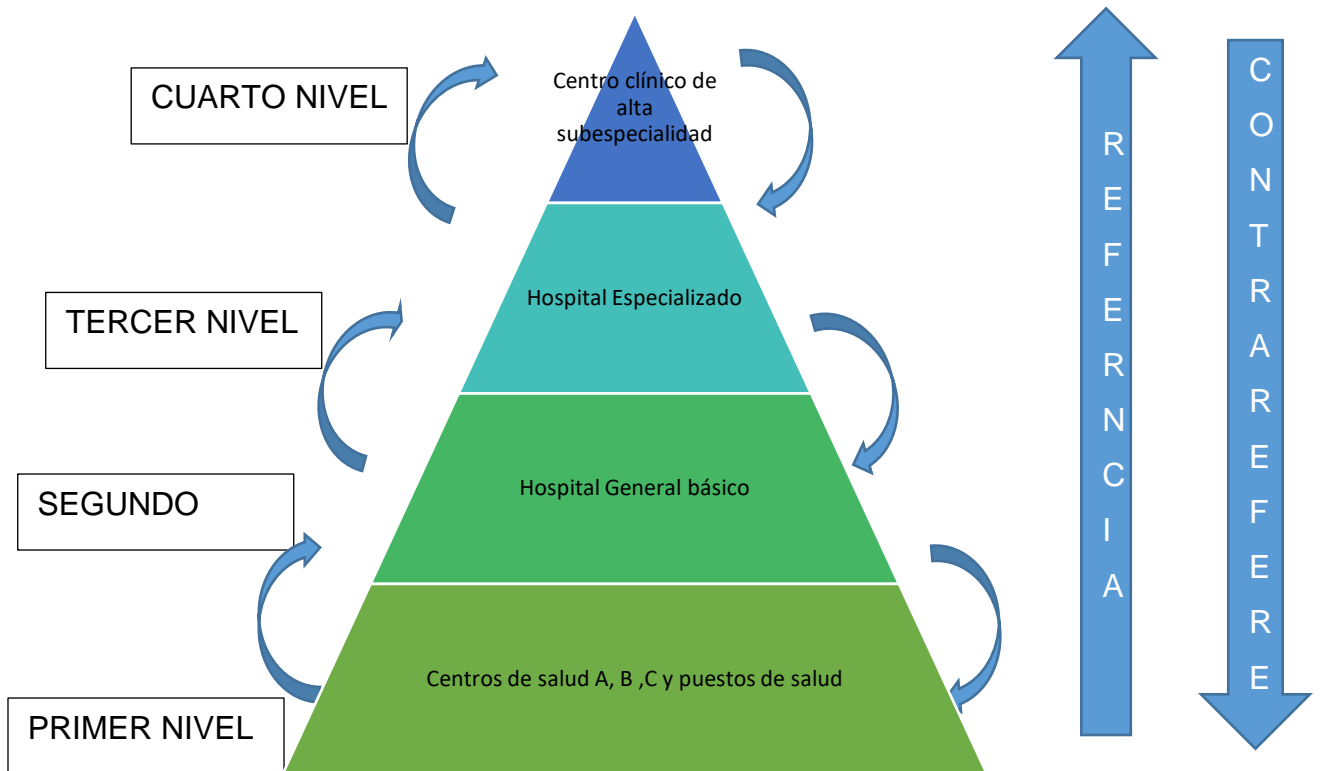 CUARTO NIVEL
Centro clínico de
alta
subespecialidad
TERCER NIVEL
Hospital Especializado
SEGUNDO
Hospital General básico
PRIMER NIVEL
Centros de salud A, B ,C y puestos de salud
REFERNCIA
CONTRAREFERE